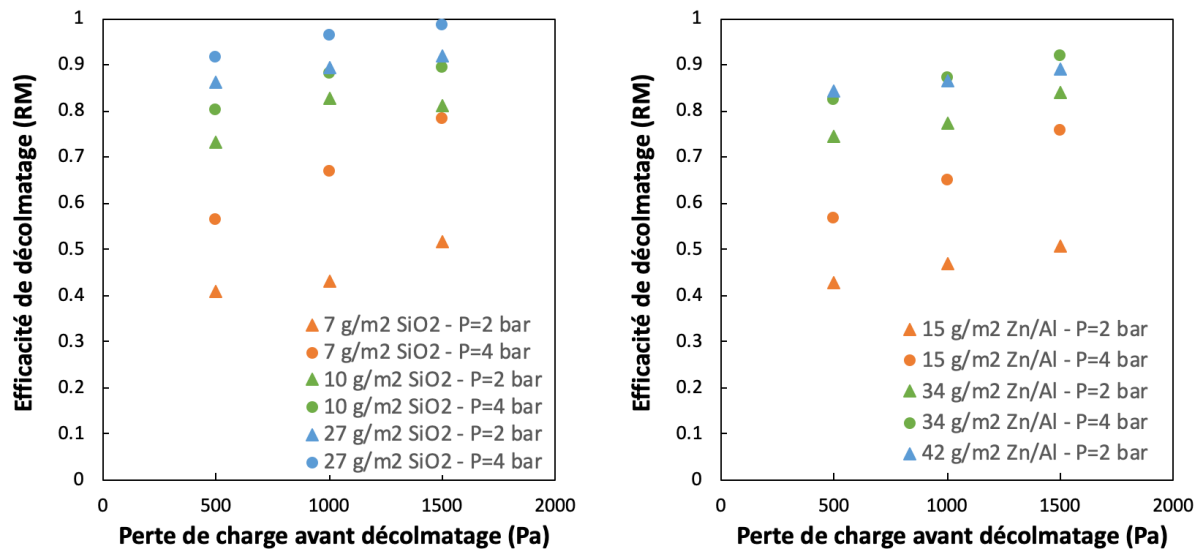 Efficacité de décolmatage (RM)
1
0.9
0.8
0.7
0.6
0.5
0.4
0.3
0.2
0.1
0
7 g/m2 SiO2 - P=2 bar
7 g/m2 SiO2 - P=4 bar
10 g/m2 SiO2 - P=2 bar
10 g/m2 SiO2 - P=4 bar
27 g/m2 SiO2 - P=2 bar
27 g/m2 SiO2 - P=4 bar
0 500 1000 1500 2000
Perte de charge avant décolmatage (Pa)
Efficacité de décolmatage (RM)
1
0.9
0.8
0.7
0.6
0.5
0.4
0.3
0.2
0.1
0
15 g/m2 Zn/Al - P=2 bar
15 g/m2 Zn/Al - P=4 bar
34 g/m2 Zn/Al - P=2 bar
34 g/m2 Zn/Al - P=4 bar
42 g/m2 Zn/Al - P=2 bar
0 500 1000 1500 2000
Perte de charge avant décolmatage (Pa)